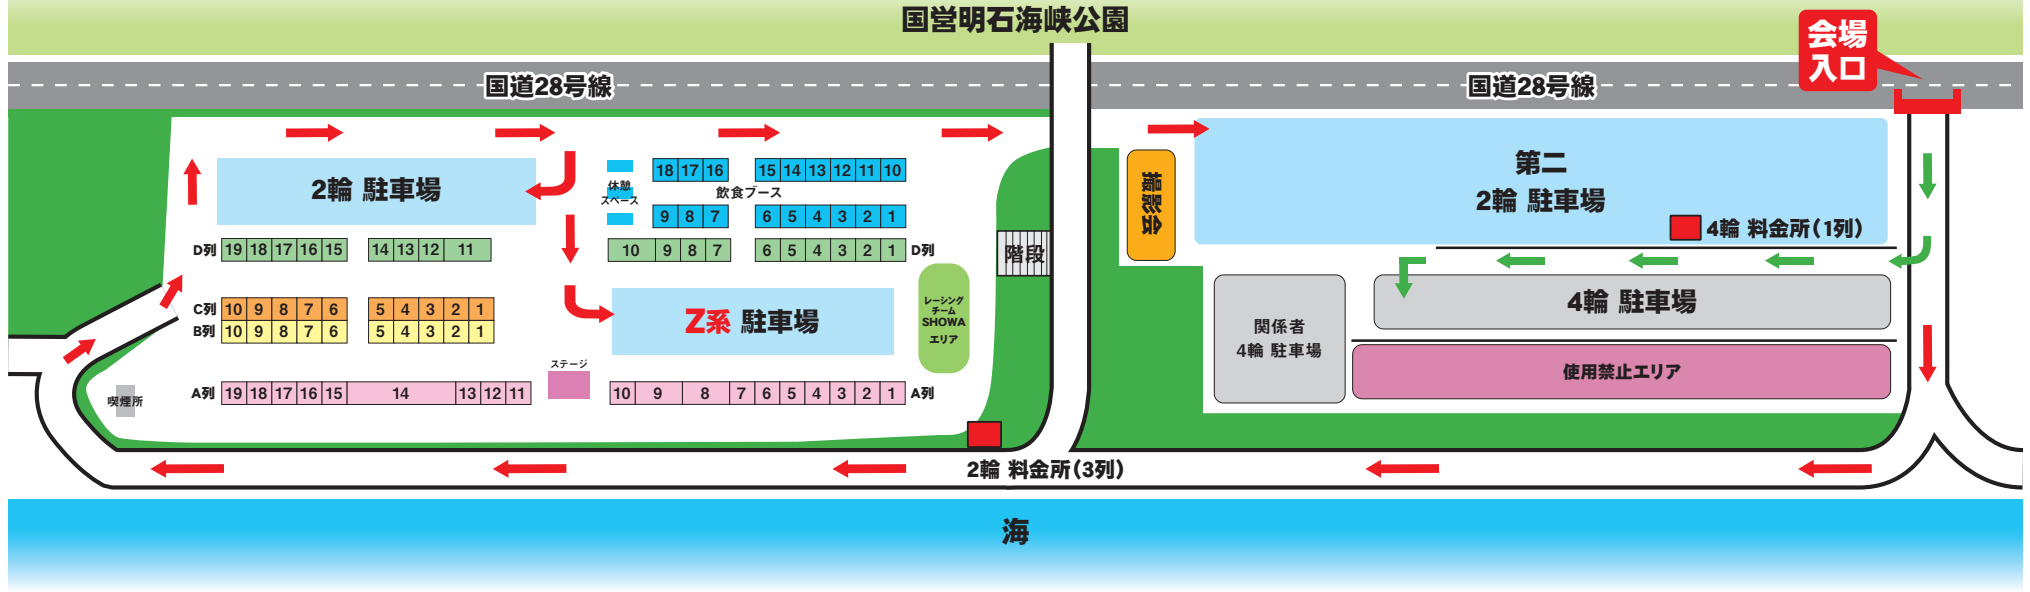 国営明石海峡公園
会場
入口
国道28号線
国道28号線
2輪 駐車場
休憩
スペース
18 17 16
15 14 13 12 11 10
飲食ブース
9 8 7
6 5 4 3 2 1
撮影会
第二
2輪 駐車場
4輪 料金所(1列)
D列 19 18 17 16 15
14 13 12 11
10 9 8 7
6 5 4 3 2 1 D列
階段
C列 10 9 8 7 6
5 4 3 2 1
B列 10 9 8 7 6
5 4 3 2 1
Z系 駐車場
レーシング
チーム
SHOWA
エリア
関係者
4輪 駐車場
4輪 駐車場
使用禁止エリア
ステージ
喫煙所
A列 19 18 17 16 15 14 13 12 11
10 9 8 7 6 5 4 3 2 1 A列
2輪 料金所(3列)
海